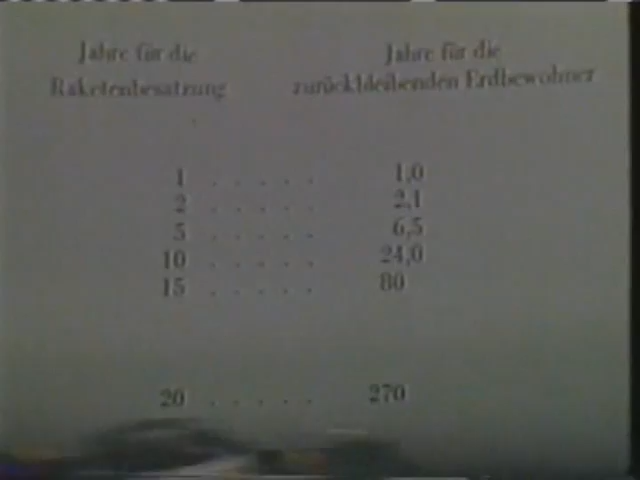 Jahre für die Jahre für die
Raketenbesatzung zurückbleibenden Erdbewohner
1 . . . . . 1,0
2 . . . . . 2,1
5 . . . . . 6,5
10 . . . . . 24,0
15 . . . . . 80
20 . . . . . 270